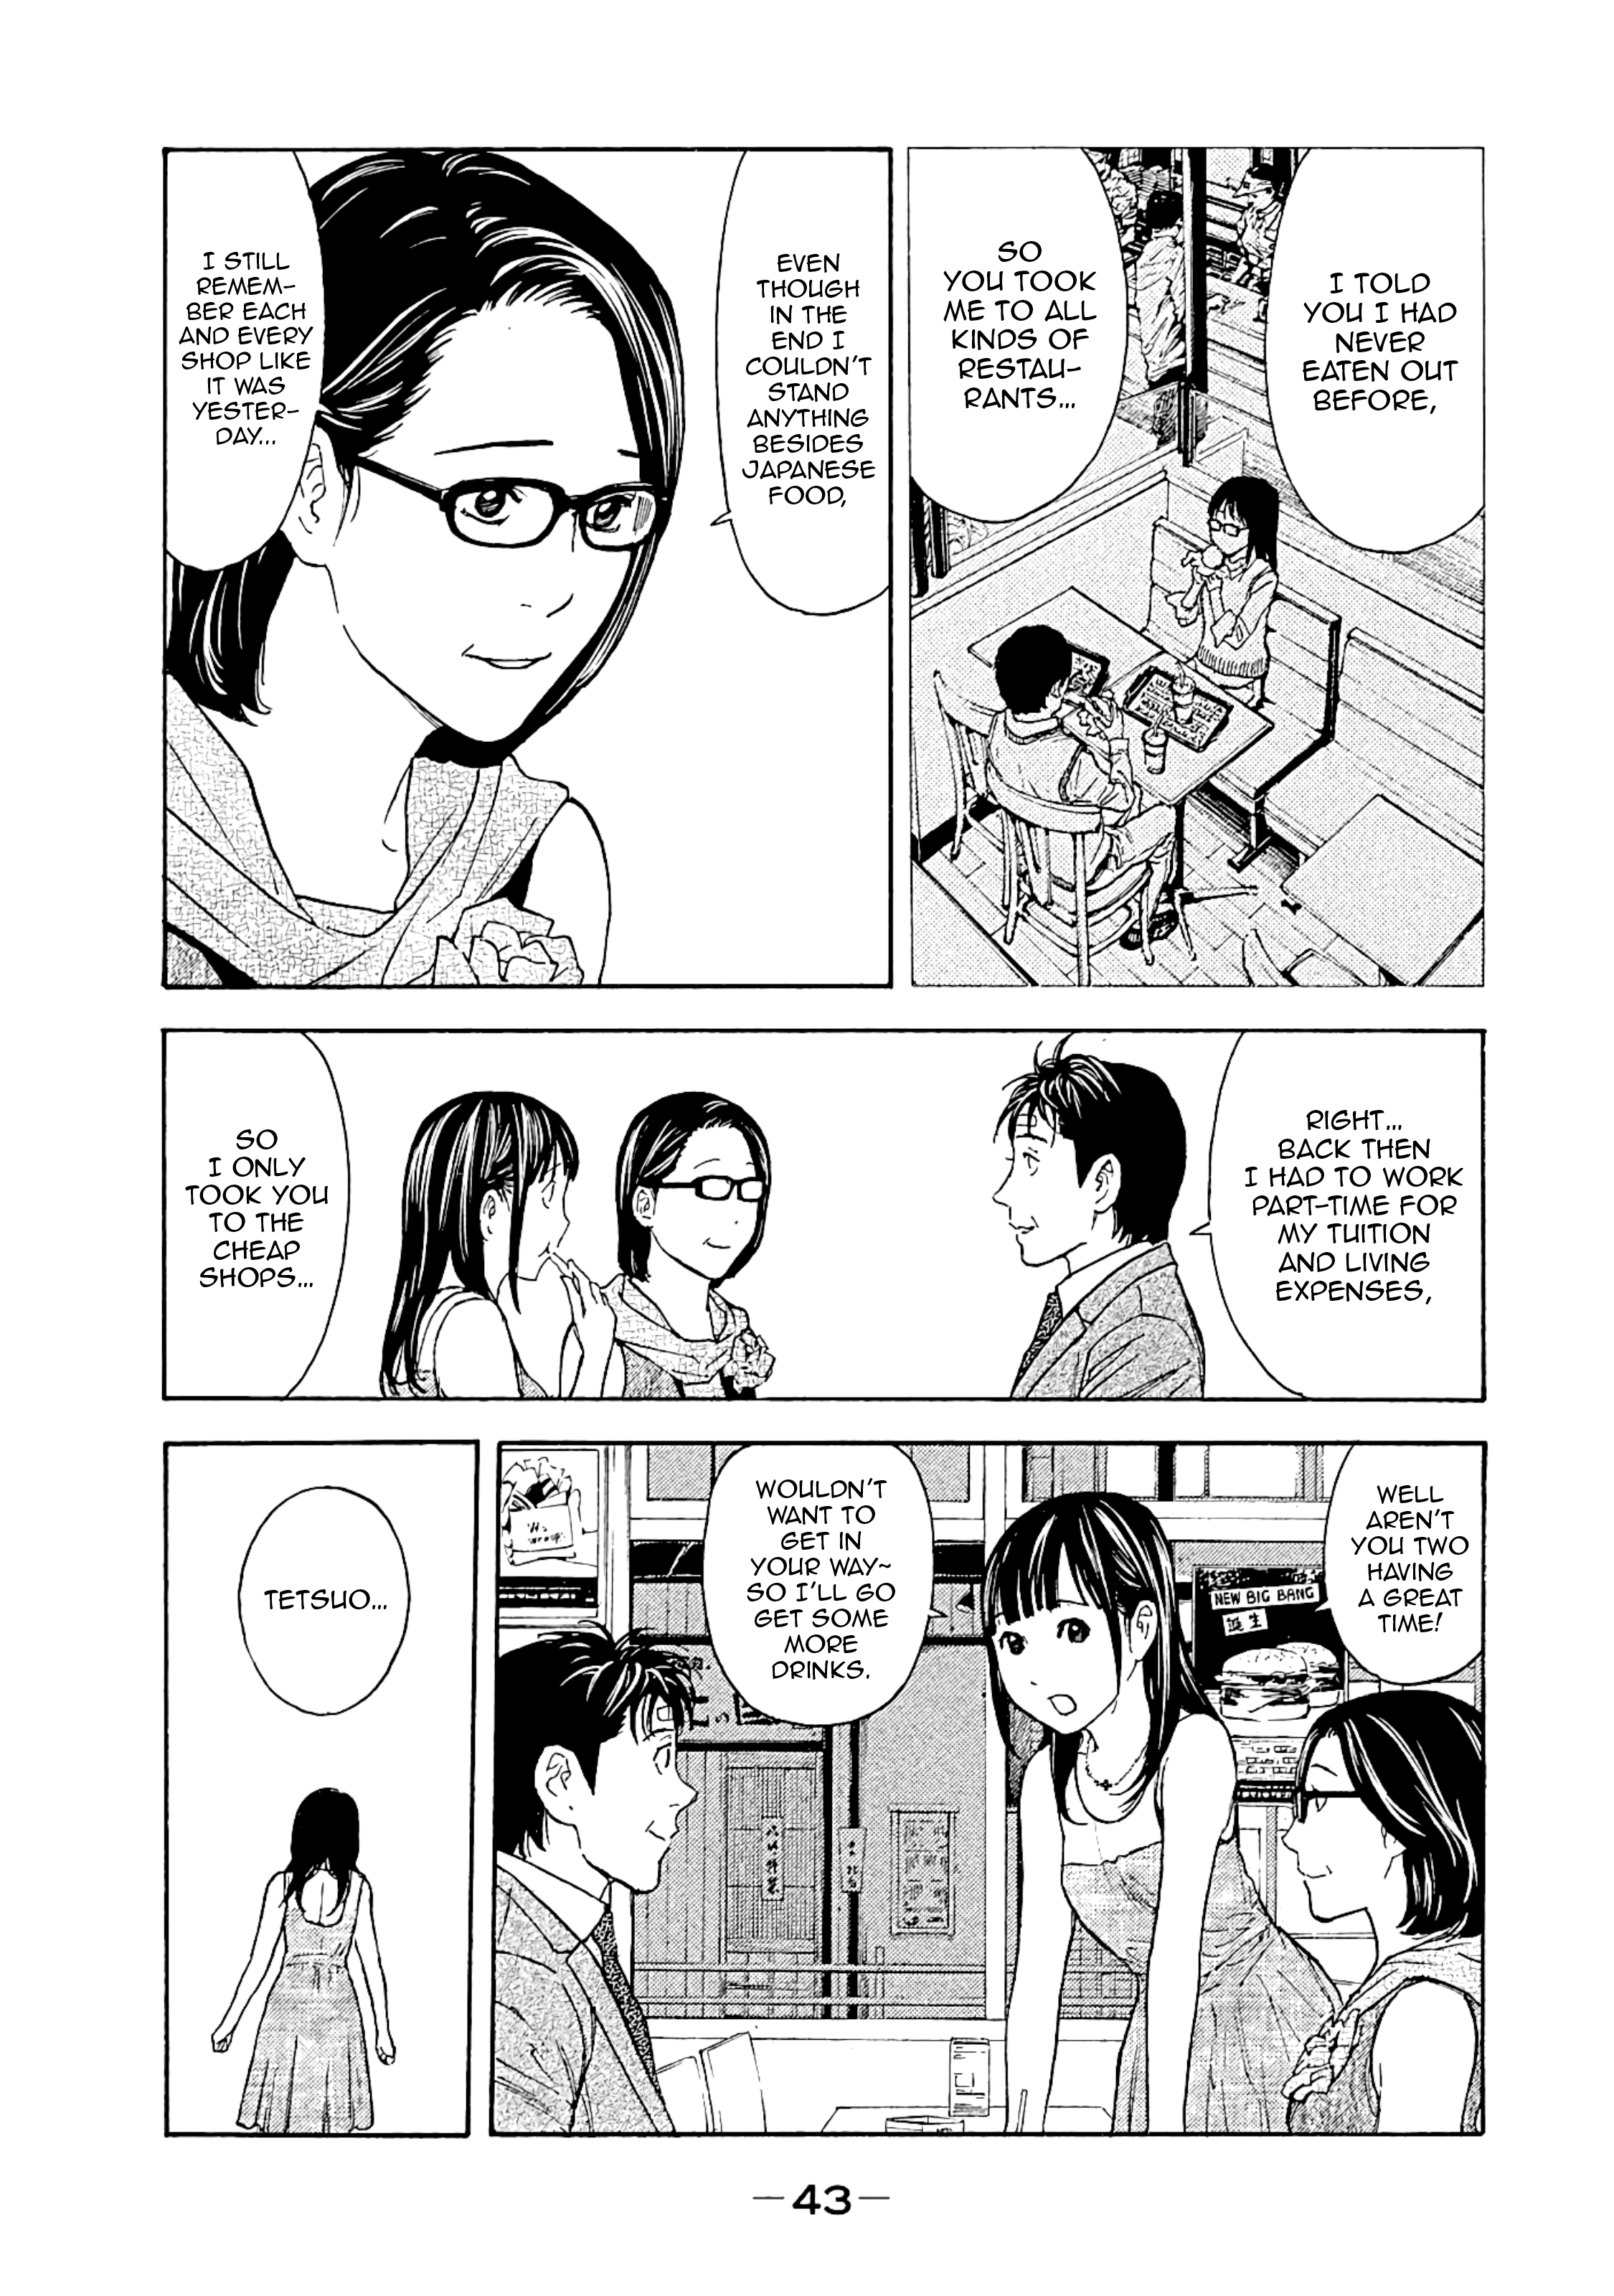 I TOLD
YOU I HAD
NEVER
EATEN OUT
BEFORE,
SO
YOU TOOK
ME TO ALL
KINDS OF
RESTAU-
RANTS...
EVEN
THOUGH
IN THE
END I
COULDN'T
STAND
ANYTHING
BESIDES
JAPANESE
FOOD,
I STILL
REMEM-
BER EACH
AND EVERY
SHOP LIKE
IT WAS
YESTER-
DAY...
RIGHT...
BACK THEN
I HAD TO WORK
PART-TIME FOR
MY TUITION
AND LIVING
EXPENSES,
SO
I ONLY
TOOK YOU
TO THE
CHEAP
SHOPS...
WELL
AREN'T
YOU TWO
HAVING
A GREAT
TIME!
WOULDN'T
WANT TO
GET IN
YOUR WAY~
SO I'LL GO
GET SOME
MORE
DRINKS.
NEW BIG BANG
誕生
TETSUO...
—43—